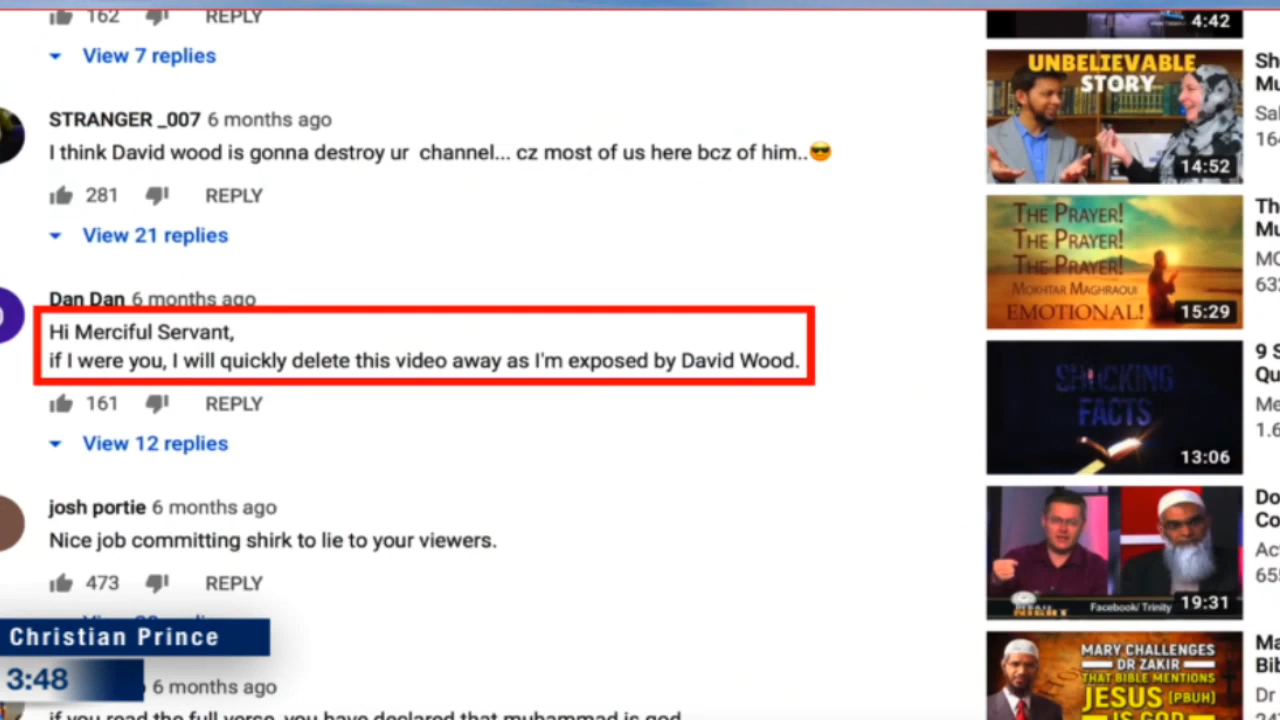 162 REPLY
View 7 replies
STRANGER _007 6 months ago
I think David wood is gonna destroy ur channel... cz most of us here bcz of him..😎
281 REPLY
View 21 replies
Dan Dan 6 months ago
Hi Merciful Servant,
if I were you, I will quickly delete this video away as I'm exposed by David Wood.
161 REPLY
View 12 replies
josh portie 6 months ago
Nice job committing shirk to lie to your viewers.
473 REPLY
Christian Prince
3:48
6 months ago
if you read the full verse, you have declared that muhammad is god
4:42
UNBELIEVABLE
STORY
14:52
Sh
Mu
Sal
164
THE PRAYER!
THE PRAYER!
THE PRAYER!
MOKHTAR MAGHRAOUI
EMOTIONAL!
15:29
Th
Mu
MO
632
SHOCKING
FACTS
13:06
9 S
Qu
Me
1.6
Facebook/ Trinity
19:31
Do
Co
Ac
655
MARY CHALLENGES
DR ZAKIR
THAT BIBLE MENTIONS
JESUS (PBUH)
IS GOD
Ma
Bib
Dr